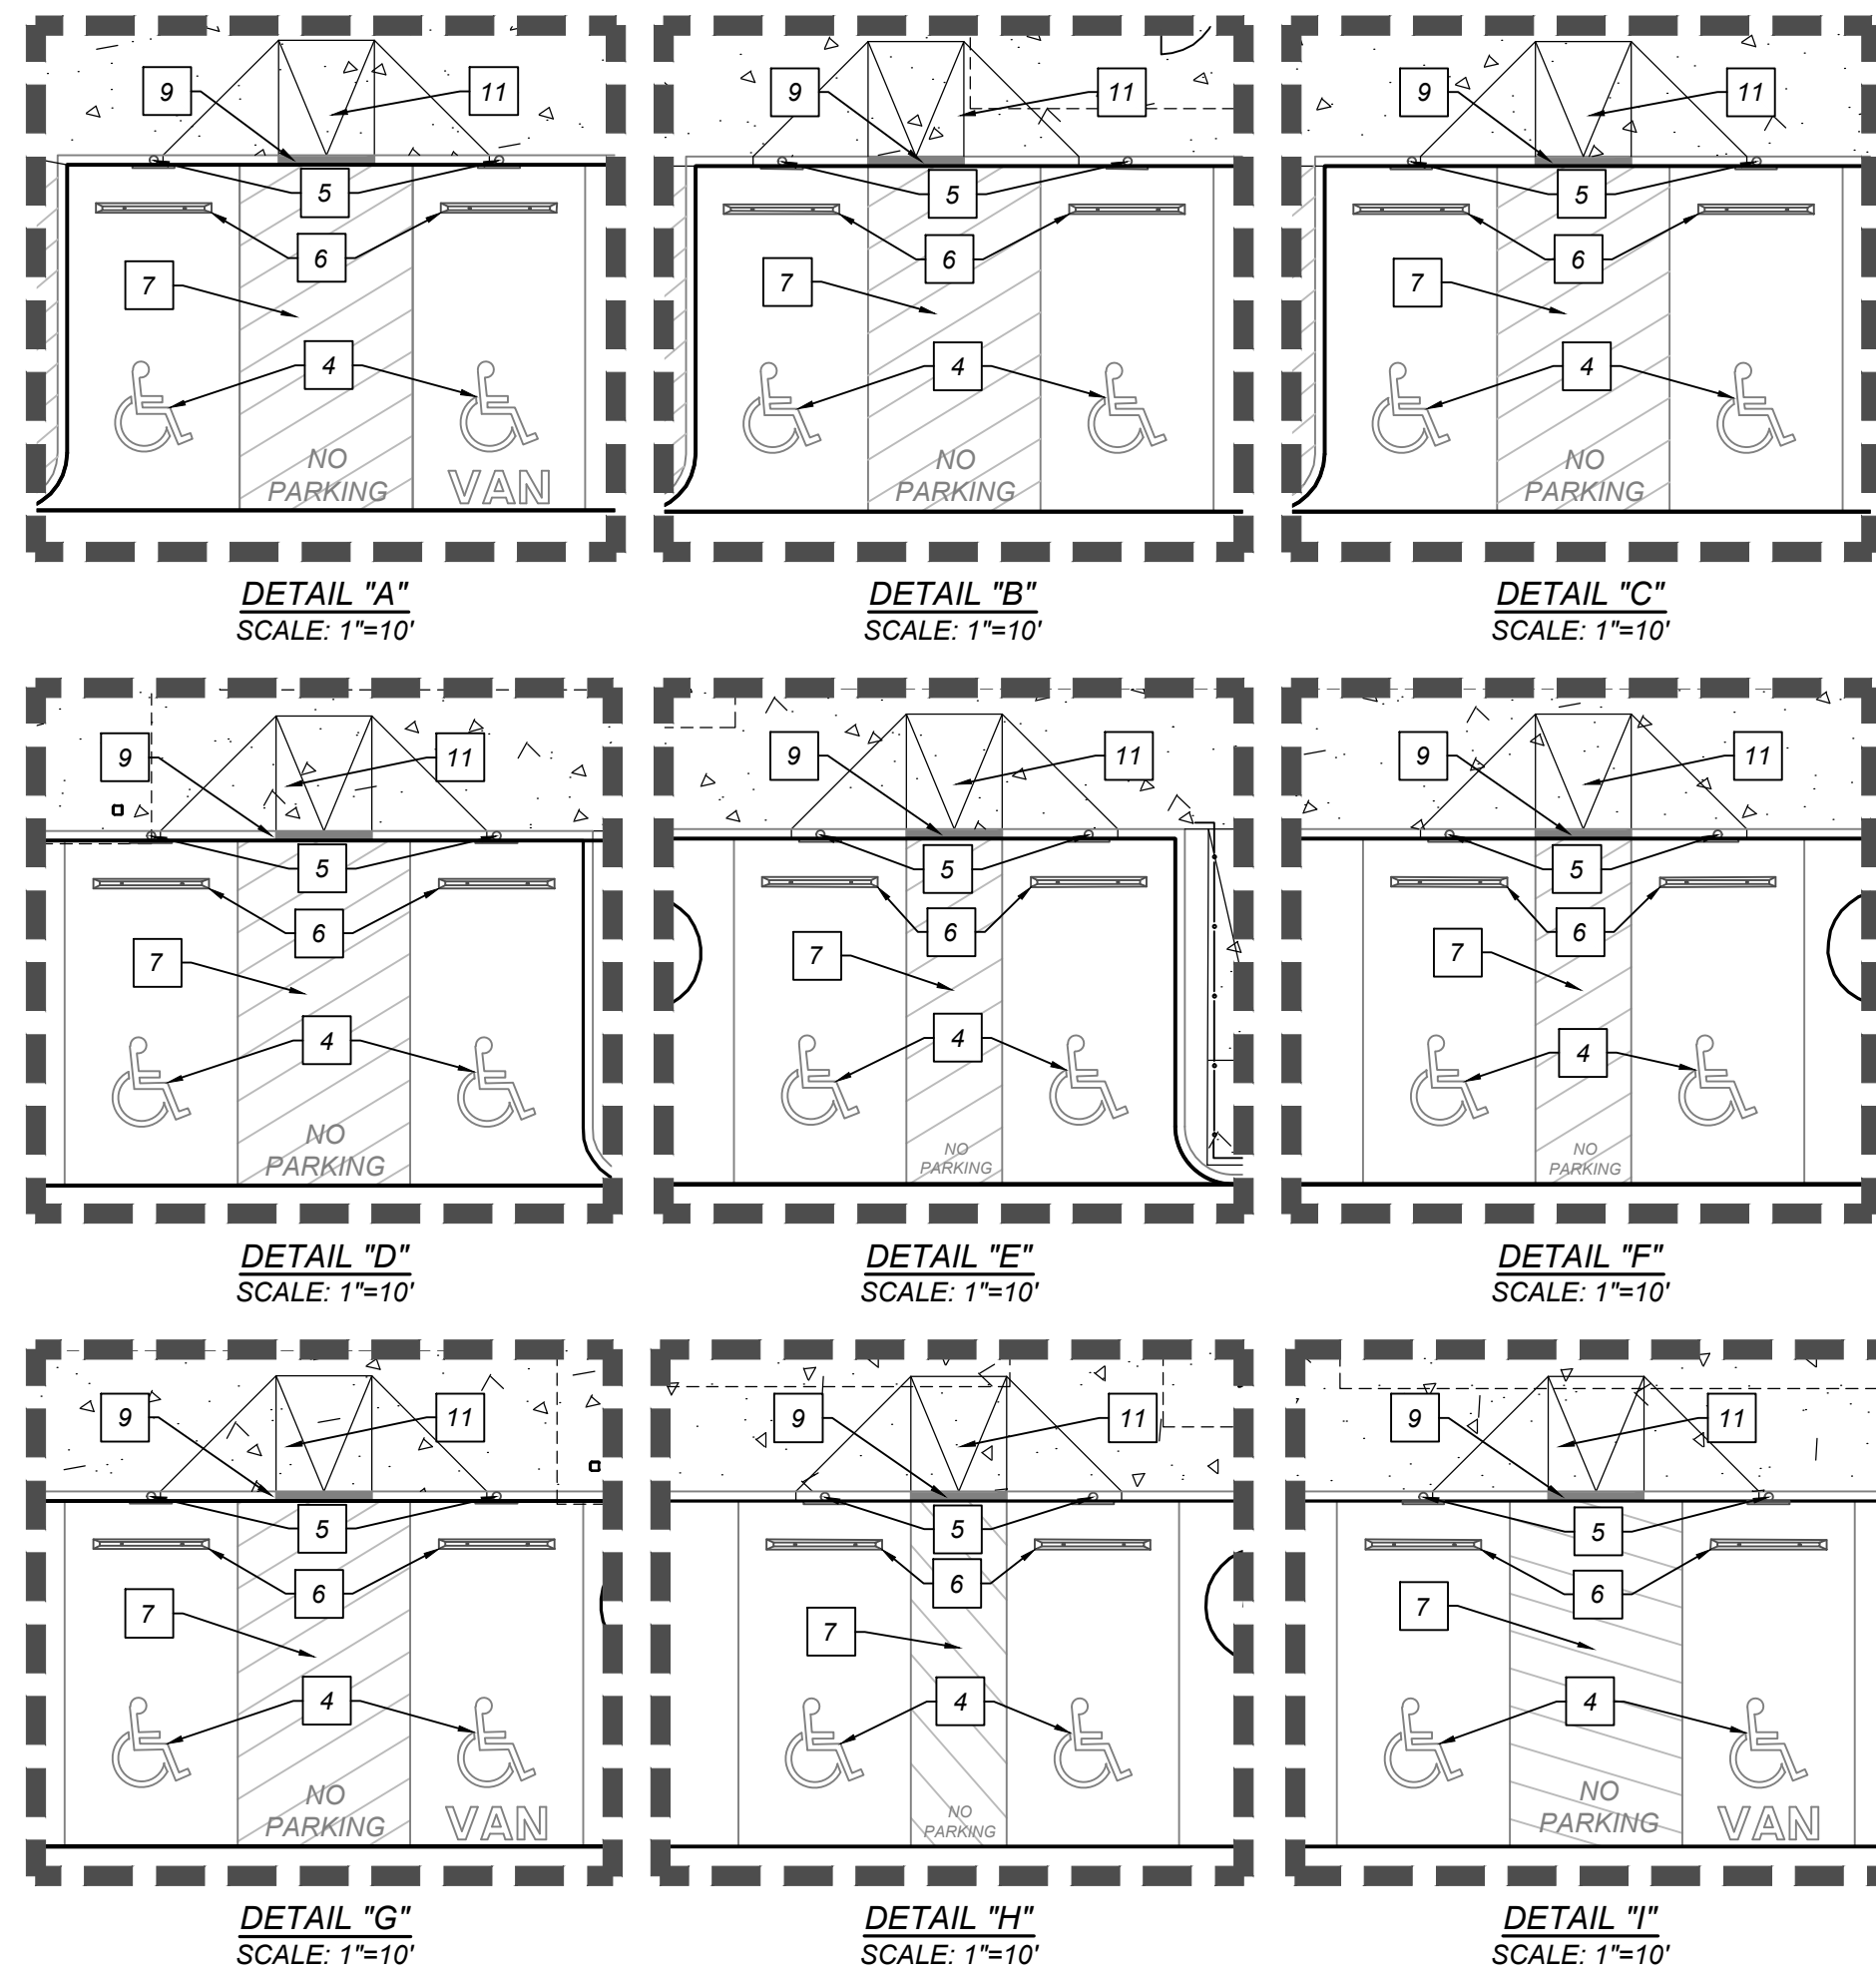 9
11
5
6
7
4
NO
PARKING
VAN
DETAIL "A"
SCALE: 1"=10'
9
11
5
6
7
4
NO
PARKING
DETAIL "B"
SCALE: 1"=10'
9
11
5
6
7
4
NO
PARKING
DETAIL "C"
SCALE: 1"=10'
9
11
5
6
7
4
NO
PARKING
DETAIL "D"
SCALE: 1"=10'
9
11
5
6
7
4
NO
PARKING
DETAIL "E"
SCALE: 1"=10'
9
11
5
6
7
4
NO
PARKING
DETAIL "F"
SCALE: 1"=10'
9
11
5
6
7
4
NO
PARKING
VAN
DETAIL "G"
SCALE: 1"=10'
9
11
5
6
7
4
NO
PARKING
DETAIL "H"
SCALE: 1"=10'
9
11
5
6
7
4
NO
PARKING
VAN
DETAIL "I"
SCALE: 1"=10'